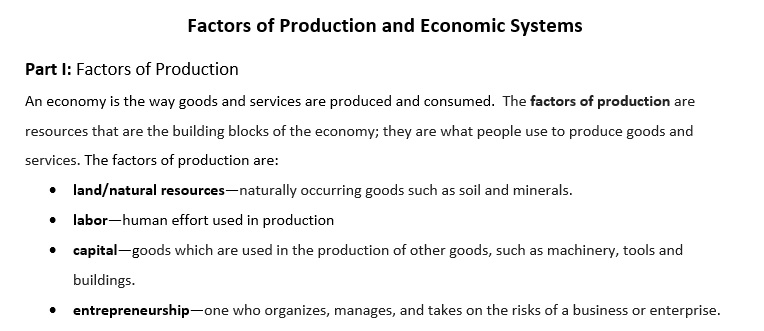 Factors of Production and Economic Systems
Part I: Factors of Production
An economy is the way goods and services are produced and consumed.  The factors of production are
resources that are the building blocks of the economy; they are what people use to produce goods and
services. The factors of production are:
• land/natural resources—naturally occurring goods such as soil and minerals.
• labor—human effort used in production
• capital—goods which are used in the production of other goods, such as machinery, tools and
buildings.
• entrepreneurship—one who organizes, manages, and takes on the risks of a business or enterprise.